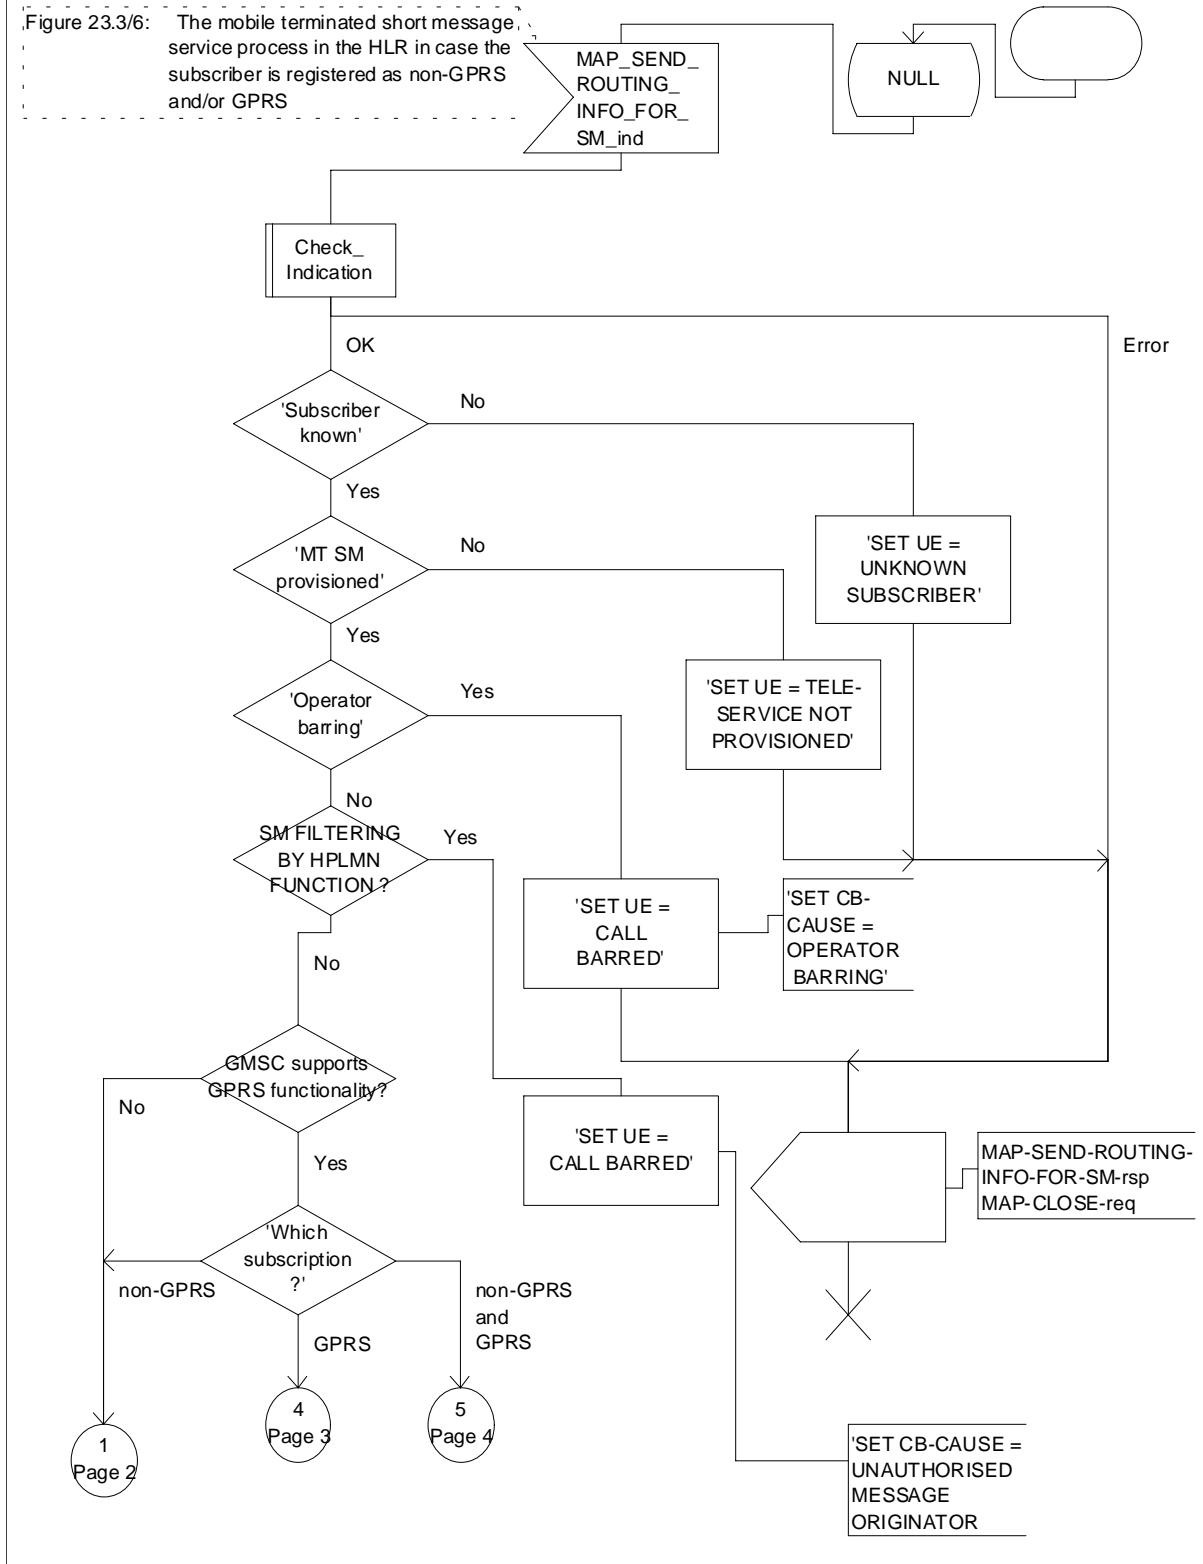 Figure 23.3/6: The mobile terminated short message
service process in the HLR in case the
subscriber is registered as non-GPRS
and/or GPRS
MAP_SEND_
ROUTING_
INFO_FOR_
SM_ind
NULL
Check_
Indication
OK
Error
'Subscriber
known'
No
Yes
'MT SM
provisioned'
No
'SET UE =
UNKNOWN
SUBSCRIBER'
Yes
'Operator
barring'
Yes
'SET UE = TELE-
SERVICE NOT
PROVISIONED'
No
SM FILTERING
BY HPLMN
FUNCTION ?
Yes
'SET UE =
CALL
BARRED'
'SET CB-
CAUSE =
OPERATOR
BARRING'
No
GMSC supports
GPRS functionality?
No
Yes
'SET UE =
CALL BARRED'
MAP-SEND-ROUTING-
INFO-FOR-SM-rsp
MAP-CLOSE-req
'Which
subscription
?'
non-GPRS
GPRS
non-GPRS
and
GPRS
1
Page 2
4
Page 3
5
Page 4
'SET CB-CAUSE =
UNAUTHORISED
MESSAGE
ORIGINATOR